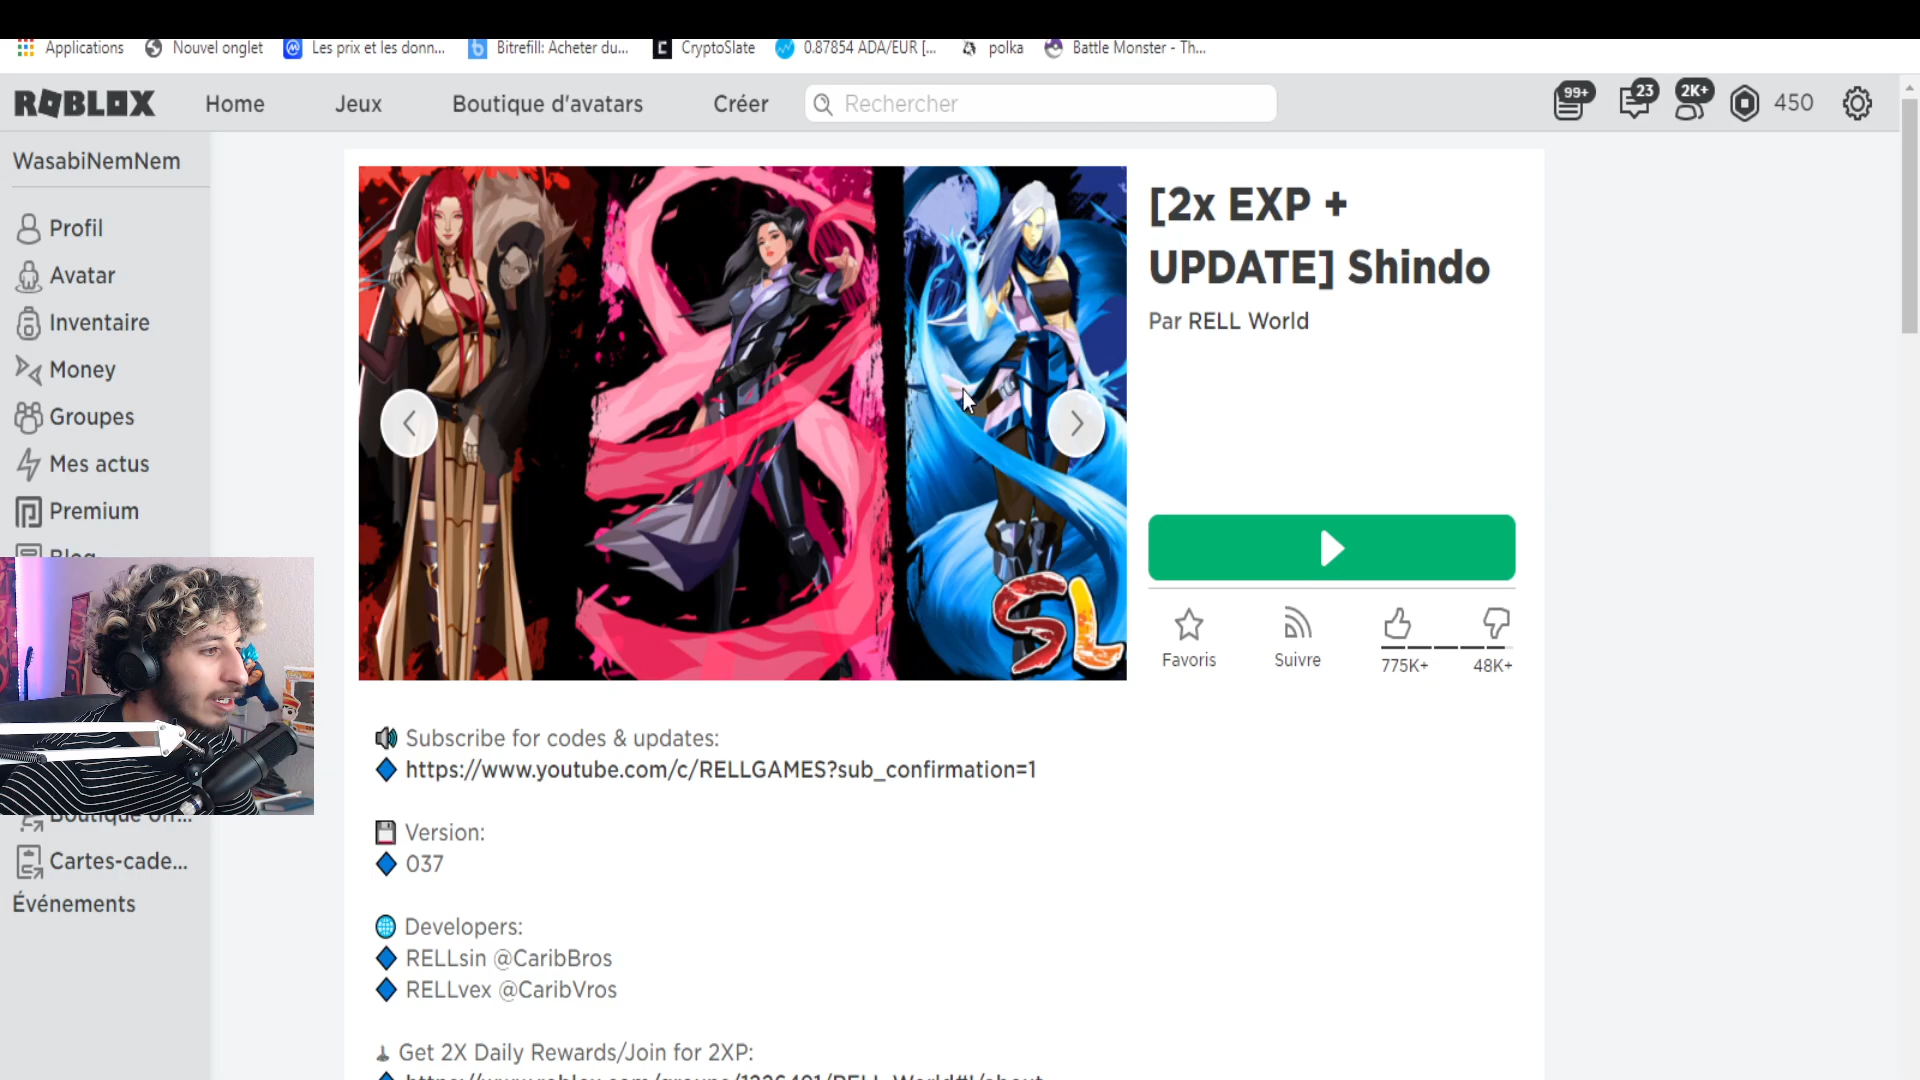 Applications
Nouvel onglet
Les prix et les donn...
Bitrefill: Acheter du...
CryptoSlate
0.87854 ADA/EUR [...
polka
Battle Monster - Th...
ROBLOX
Home
Jeux
Boutique d'avatars
Créer
Rechercher
99+
23
2K+
450
WasabiNemNem
Profil
Avatar
Inventaire
Money
Groupes
Mes actus
Premium
Blog
Boutique off...
Cartes-cade...
Événements
SL
[2x EXP +
UPDATE] Shindo
Par RELL World
Favoris
Suivre
775K+
48K+
Subscribe for codes & updates:
https://www.youtube.com/c/RELLGAMES?sub_confirmation=1
Version:
037
Developers:
RELLsin @CaribBros
RELLvex @CaribVros
Get 2X Daily Rewards/Join for 2XP: